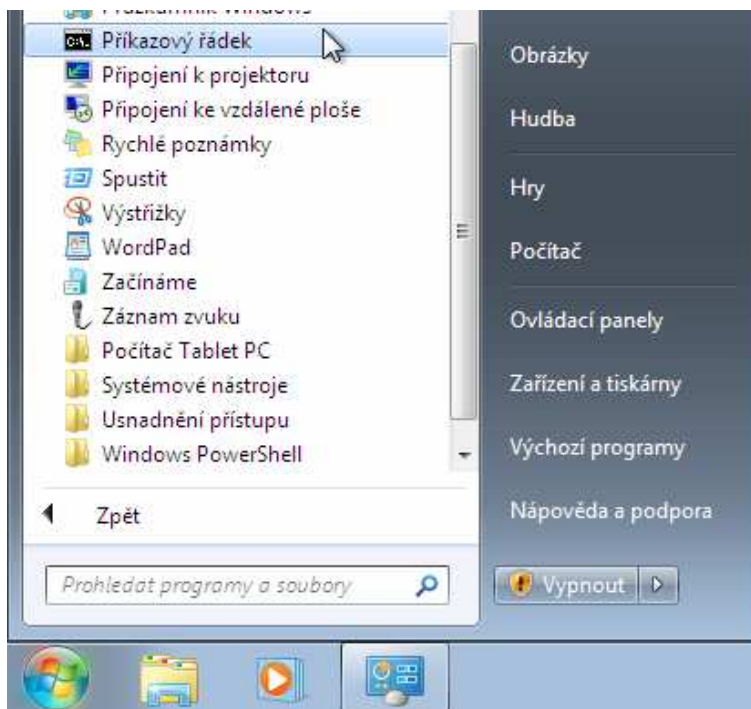 Příkazový řádek
Připojení k projektoru
Připojení ke vzdálené ploše
Rychlé poznámky
Spustit
Výstřižky
WordPad
Začínáme
Záznam zvuku
Počítač Tablet PC
Systémové nástroje
Usnadnění přístupu
Windows PowerShell
Zpět
Prohledat programy a soubory
Obrázky
Hudba
Hry
Počítač
Ovládací panely
Zařízení a tiskárny
Výchozí programy
Nápověda a podpora
Vypnout